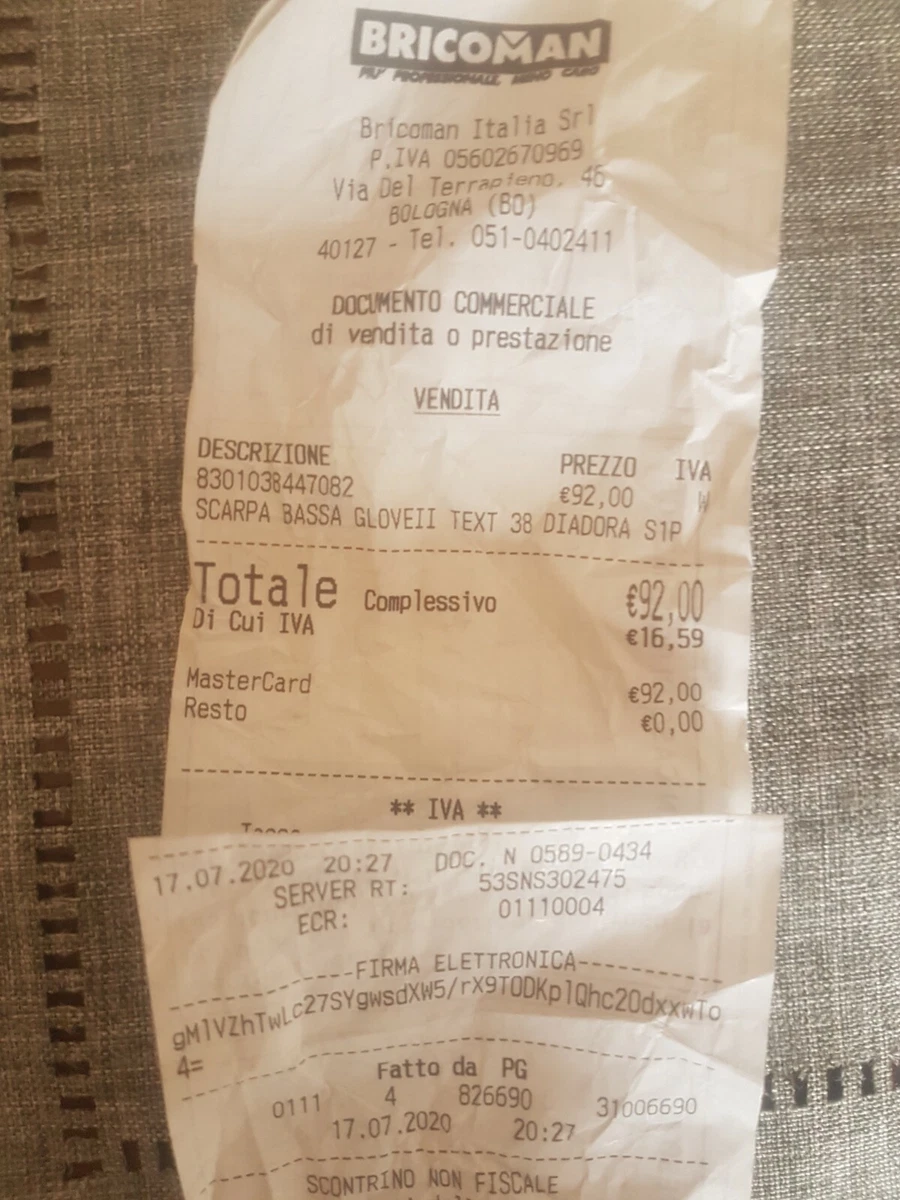 BRICOMAN
PIU' PROFESSIONALE, MENO CARO
Bricoman Italia Srl
P.IVA 05602670969
Via Del Terrapieno, 46
BOLOGNA (BO)
40127 - Tel. 051-0402411
DOCUMENTO COMMERCIALE
di vendita o prestazione
VENDITA
DESCRIZIONE PREZZO IVA
8301038447082 €92,00 W
SCARPA BASSA GLOVEII TEXT 38 DIADORA S1P
Totale Complessivo €92,00
Di Cui IVA €16,59
MasterCard €92,00
Resto €0,00
** IVA **
17.07.2020 20:27 DOC. N 0589-0434
SERVER RT: 53SNS302475
ECR: 01110004
FIRMA ELETTRONICA
gM1VZhTwLc27SYgwsdXW5/rX9TODKp1Qhc20dxxwTo
4=
Fatto da PG
0111 4 826690 31006690
17.07.2020 20:27
SCONTRINO NON FISCALE